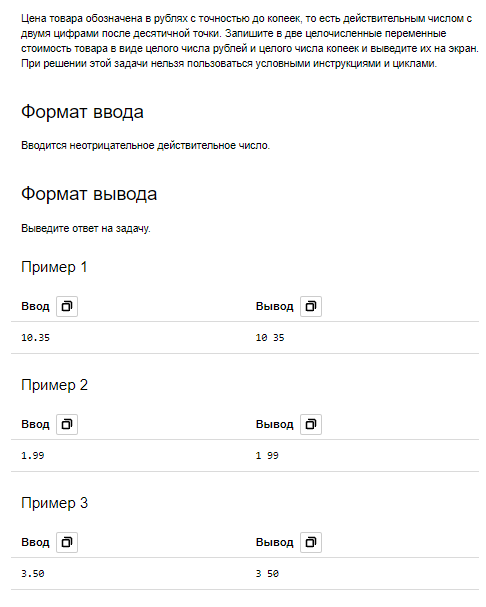 Цена товара обозначена в рублях с точностью до копеек, то есть действительным числом с
двумя цифрами после десятичной точки. Запишите в две целочисленные переменные
стоимость товара в виде целого числа рублей и целого числа копеек и выведите их на экран.
При решении этой задачи нельзя пользоваться условными инструкциями и циклами.
Формат ввода
Вводится неотрицательное действительное число.
Формат вывода
Выведите ответ на задачу.
Пример 1
Ввод Вывод
10.35 10 35
Пример 2
Ввод Вывод
1.99 1 99
Пример 3
Ввод Вывод
3.50 3 50